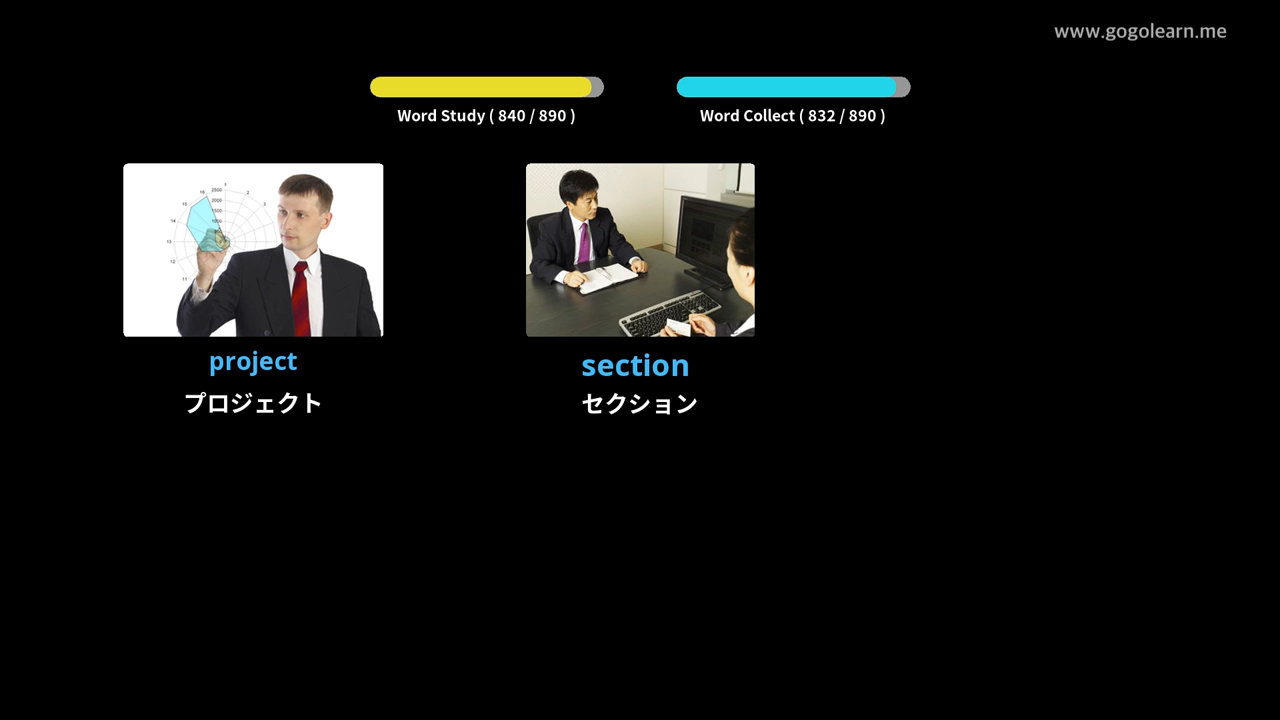 www.gogolearn.me
Word Study ( 840 / 890 )
Word Collect ( 832 / 890 )
project
プロジェクト
section
セクション